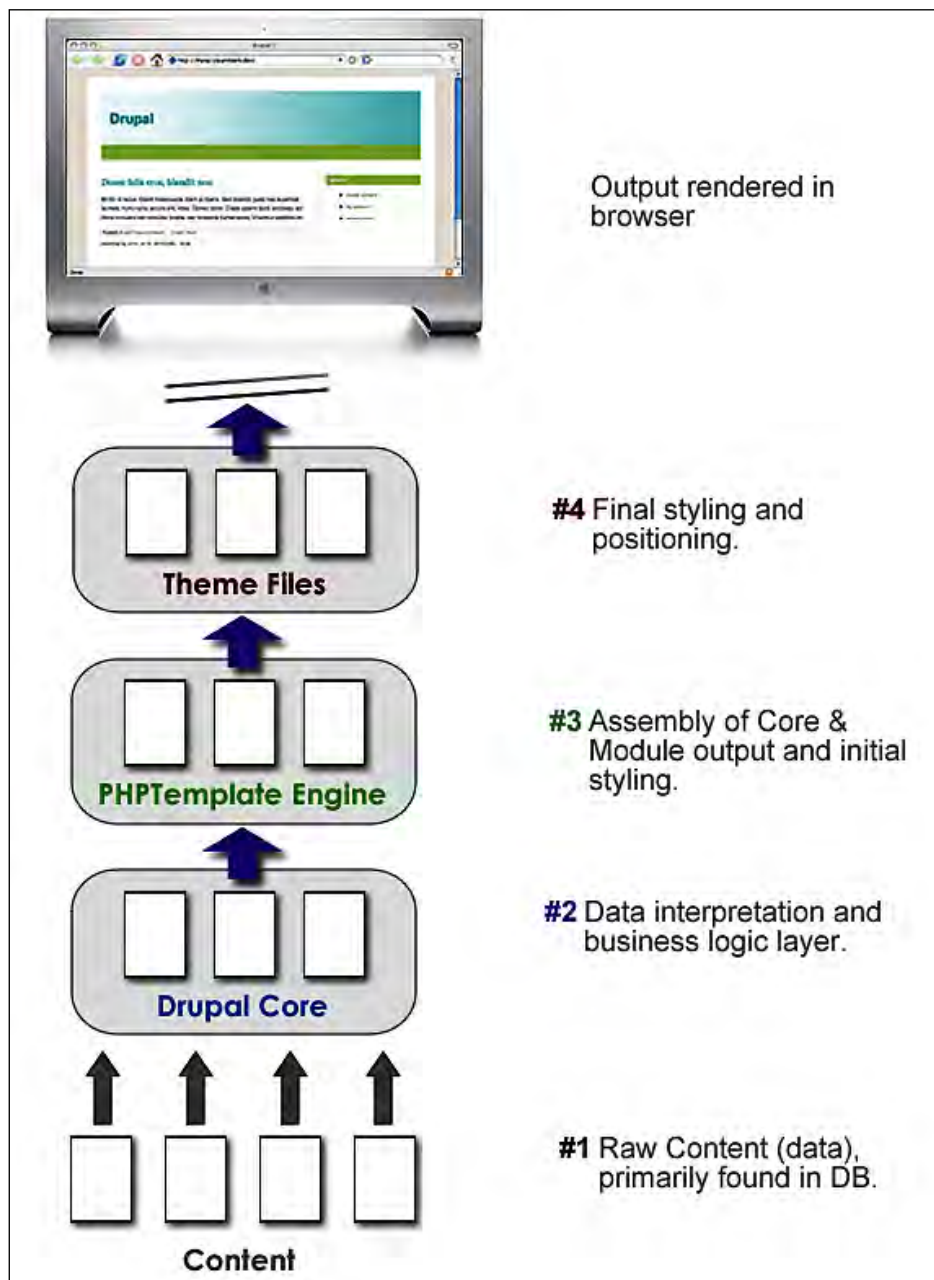 Drupal
Output rendered in
browser
#4 Final styling and
positioning.
Theme Files
#3 Assembly of Core &
Module output and initial
styling.
PHPTemplate Engine
#2 Data interpretation and
business logic layer.
Drupal Core
#1 Raw Content (data),
primarily found in DB.
Content